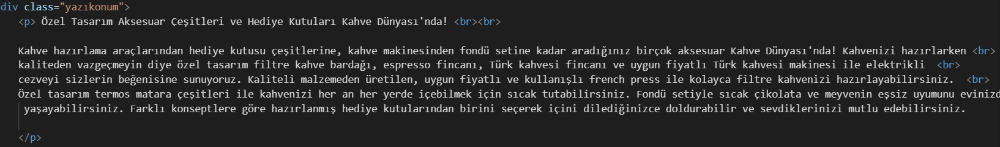 div class="yazıkonum">
<p> Özel Tasarım Aksesuar Çeşitleri ve Hediye Kutuları Kahve Dünyası'nda! <br><br>
Kahve hazırlama araçlarından hediye kutusu çeşitlerine, kahve makinesinden fondü setine kadar aradığınız birçok aksesuar Kahve Dünyası'nda! Kahvenizi hazırlarken <br>
kaliteden vazgeçmeyin diye özel tasarım filtre kahve bardağı, espresso fincanı, Türk kahvesi fincanı ve uygun fiyatlı Türk kahvesi makinesi ile elektrikli  <br>
cezveyi sizlerin beğenisine sunuyoruz. Kaliteli malzemeden üretilen, uygun fiyatlı ve kullanışlı french press ile kolayca filtre kahvenizi hazırlayabilirsiniz.  <br>
Özel tasarım termos matara çeşitleri ile kahvenizi her an her yerde içebilmek için sıcak tutabilirsiniz. Fondü setiyle sıcak çikolata ve meyvenin eşsiz uyumunu evinizd
yaşayabilirsiniz. Farklı konseptlere göre hazırlanmış hediye kutularından birini seçerek içini dilediğinizce doldurabilir ve sevdiklerinizi mutlu edebilirsiniz.
</p>